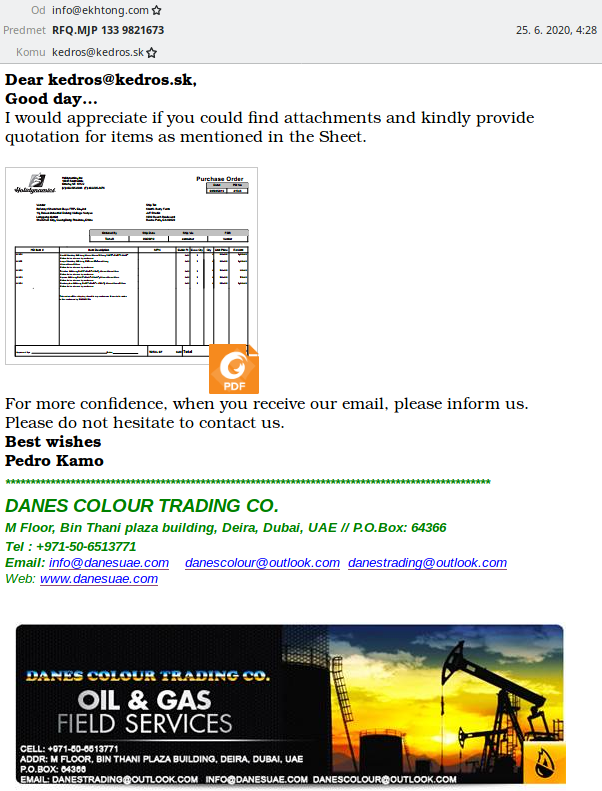 Od info@ekhtong.com
Predmet RFQ.MJP 133 9821673 25. 6. 2020, 4:28
Komu kedros@kedros.sk
Dear kedros@kedros.sk,
Good day...
I would appreciate if you could find attachments and kindly provide
quotation for items as mentioned in the Sheet.
Purchase Order
Holodynamics
PDF
For more confidence, when you receive our email, please inform us.
Please do not hesitate to contact us.
Best wishes
Pedro Kamo
DANES COLOUR TRADING CO.
M Floor, Bin Thani plaza building, Deira, Dubai, UAE // P.O.Box: 64366
Tel : +971-50-6513771
Email: info@danesuae.com danescolour@outlook.com danestrading@outlook.com
Web: www.danesuae.com
DANES COLOUR TRADING CO.
OIL & GAS
FIELD SERVICES
CELL: +971-50-6513771
ADDR: M FLOOR, BIN THANI PLAZA BUILDING, DEIRA, DUBAI, UAE
P.O.BOX: 64366
EMAIL: DANESTRADING@OUTLOOK.COM INFO@DANESUAE.COM DANESCOLOUR@OUTLOOK.COM